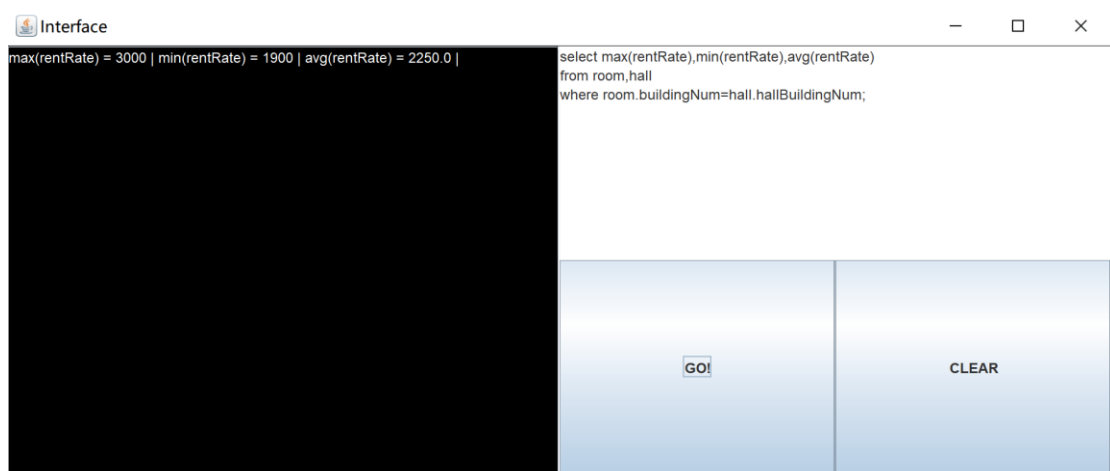 Interface
max(rentRate) = 3000 | min(rentRate) = 1900 | avg(rentRate) = 2250.0 |
select max(rentRate),min(rentRate),avg(rentRate)
from room,hall
where room.buildingNum=hall.hallBuildingNum;
GO!
CLEAR